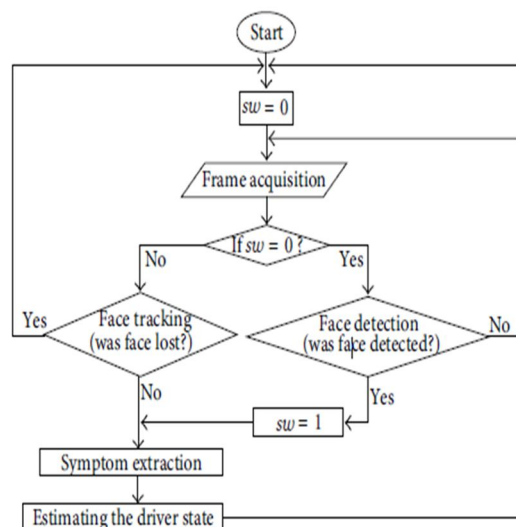 Start
sw = 0
Frame acquisition
If sw = 0 ?
No
Yes
Yes
Face tracking
(was face lost?)
Face detection
(was face detected?)
No
No
Yes
sw = 1
Symptom extraction
Estimating the driver state